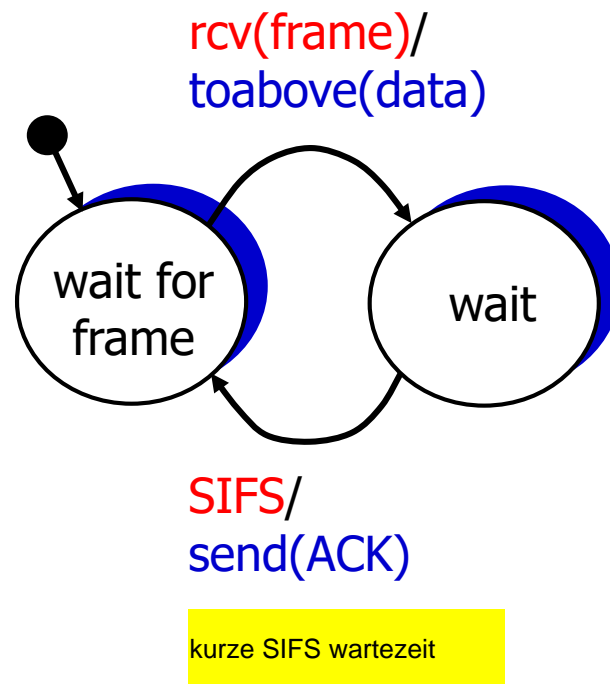 rcv(frame)/
toabove(data)
wait for
frame
wait
SIFS/
send(ACK)
kurze SIFS wartezeit